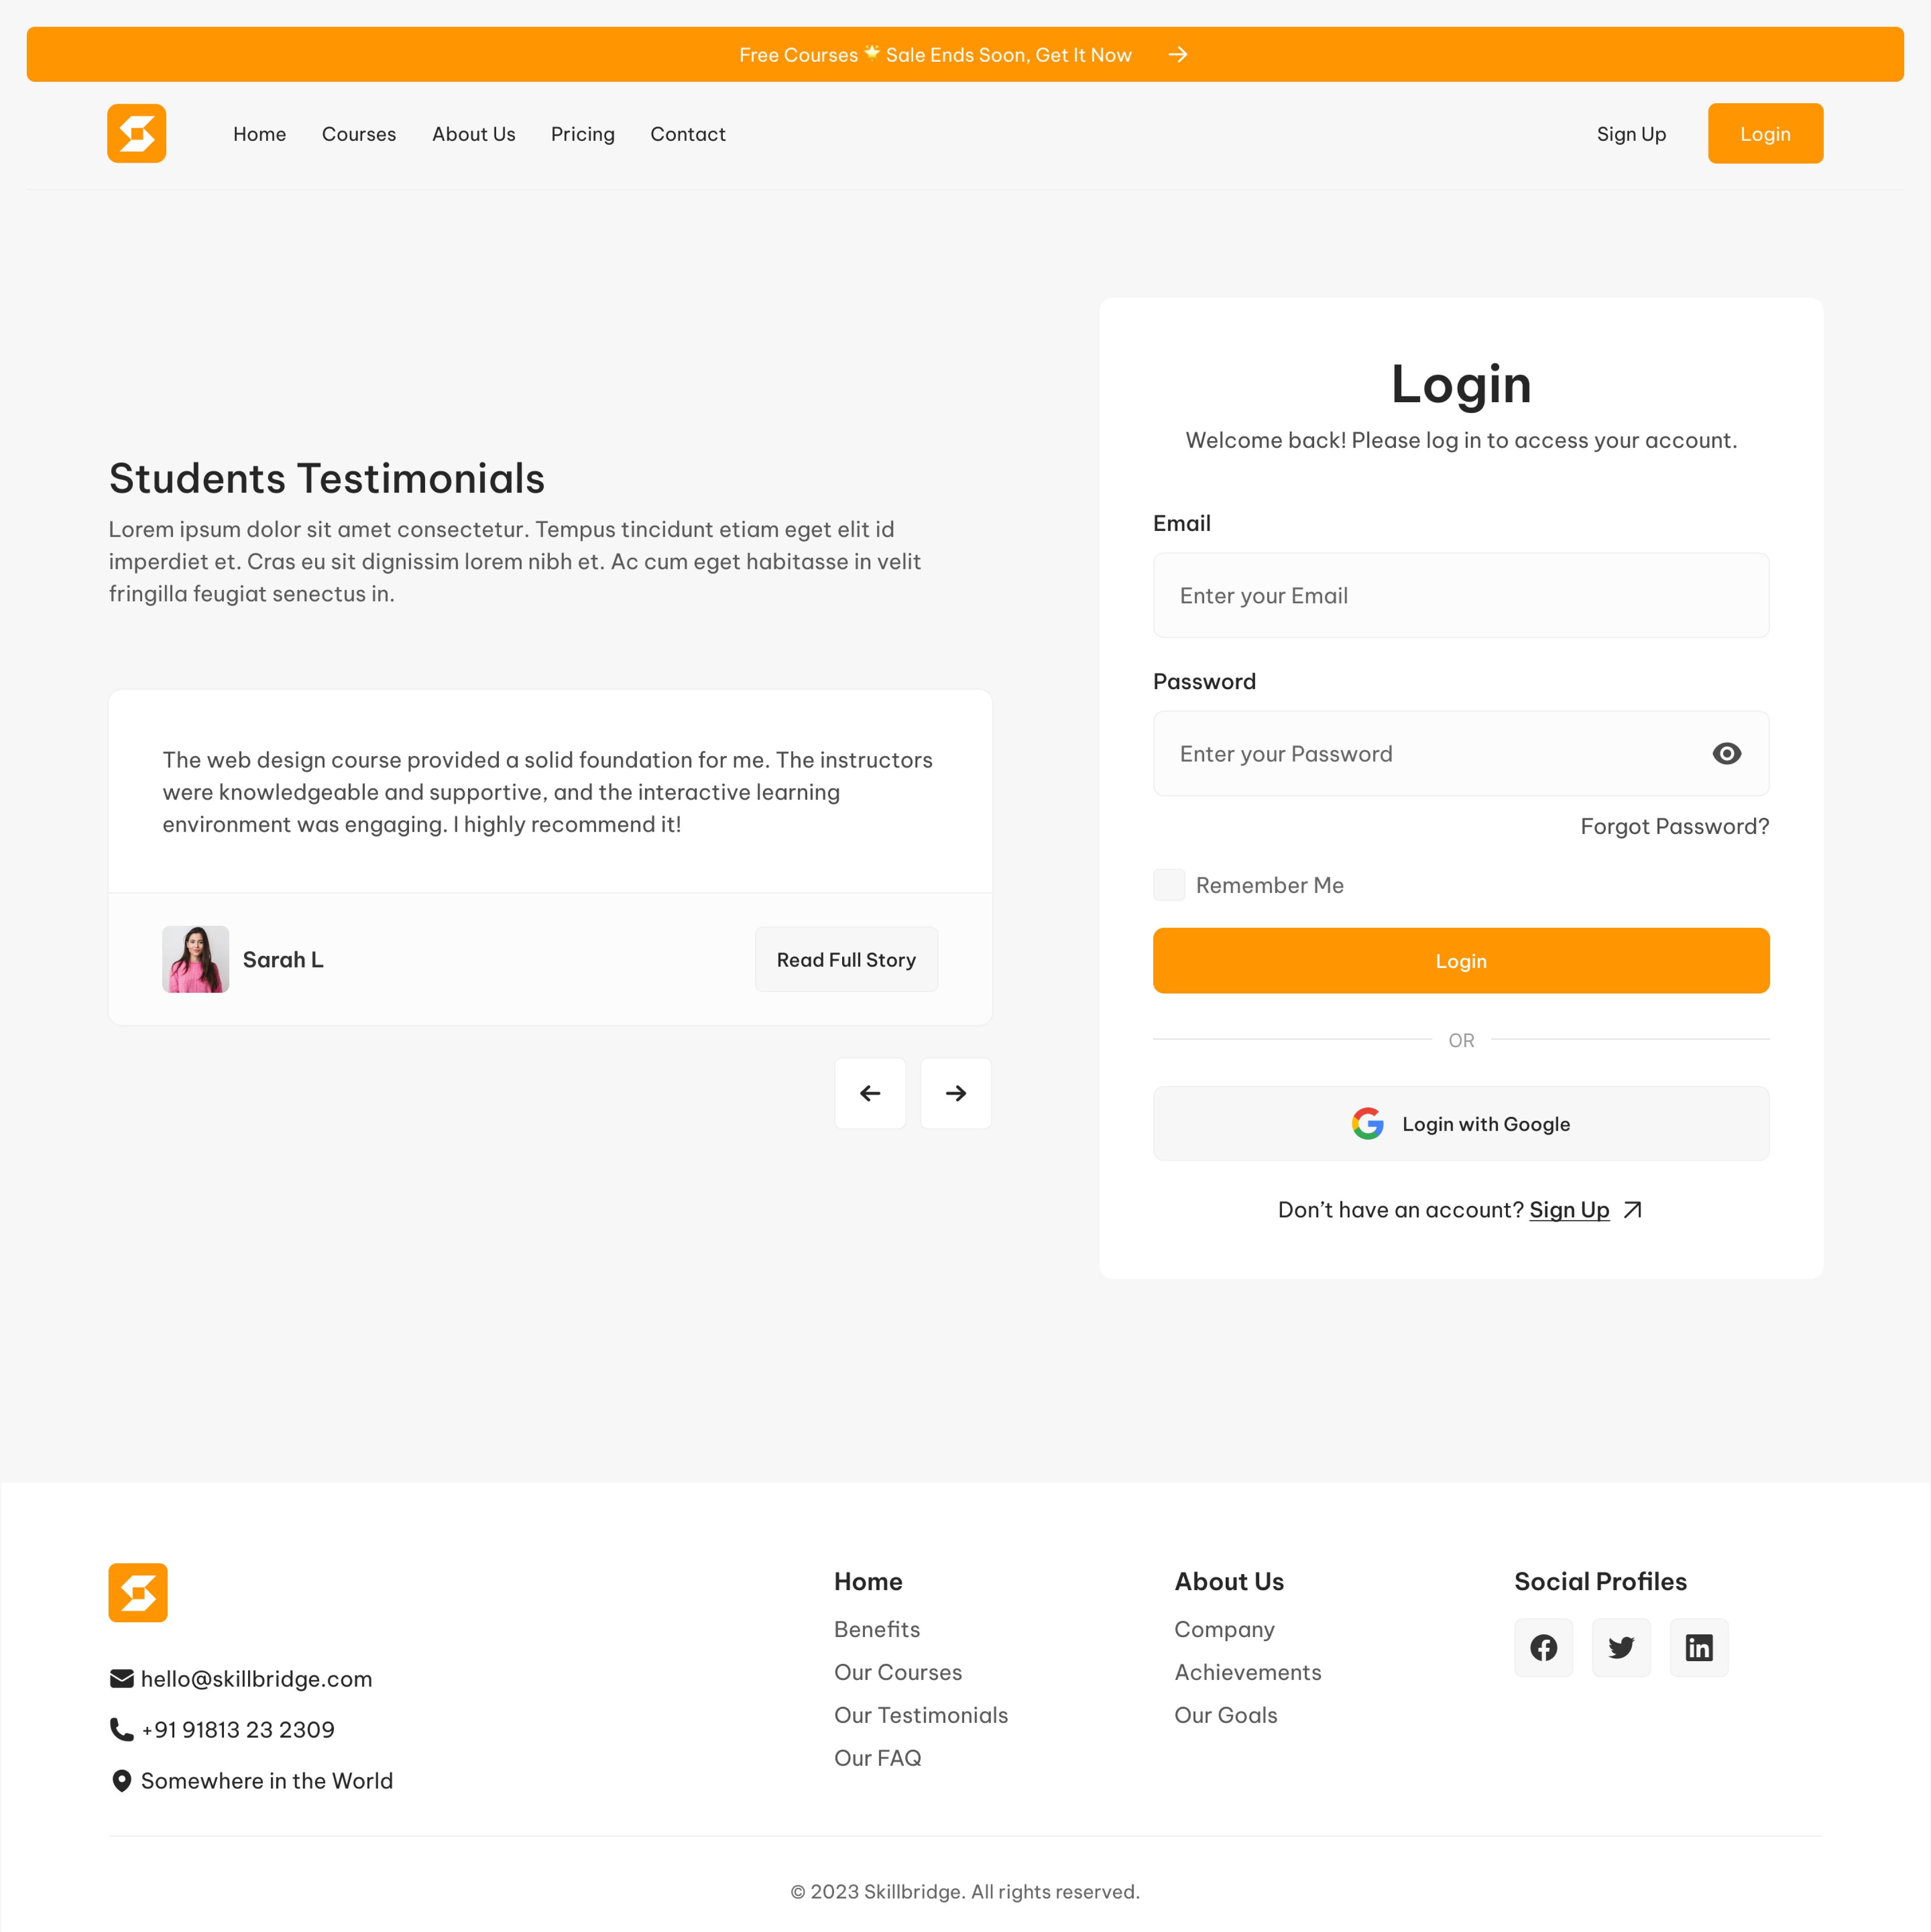 Free Courses 🌟 Sale Ends Soon, Get It Now
Home
Courses
About Us
Pricing
Contact
Sign Up
Login
Students Testimonials
Lorem ipsum dolor sit amet consectetur. Tempus tincidunt etiam eget elit id
imperdiet et. Cras eu sit dignissim lorem nibh et. Ac cum eget habitasse in velit
fringilla feugiat senectus in.
The web design course provided a solid foundation for me. The instructors
were knowledgeable and supportive, and the interactive learning
environment was engaging. I highly recommend it!
Sarah L
Read Full Story
Login
Welcome back! Please log in to access your account.
Email
Enter your Email
Password
Enter your Password
Forgot Password?
Remember Me
Login
OR
Login with Google
Don’t have an account? Sign Up
hello@skillbridge.com
+91 91813 23 2309
Somewhere in the World
Home
Benefits
Our Courses
Our Testimonials
Our FAQ
About Us
Company
Achievements
Our Goals
Social Profiles
© 2023 Skillbridge. All rights reserved.